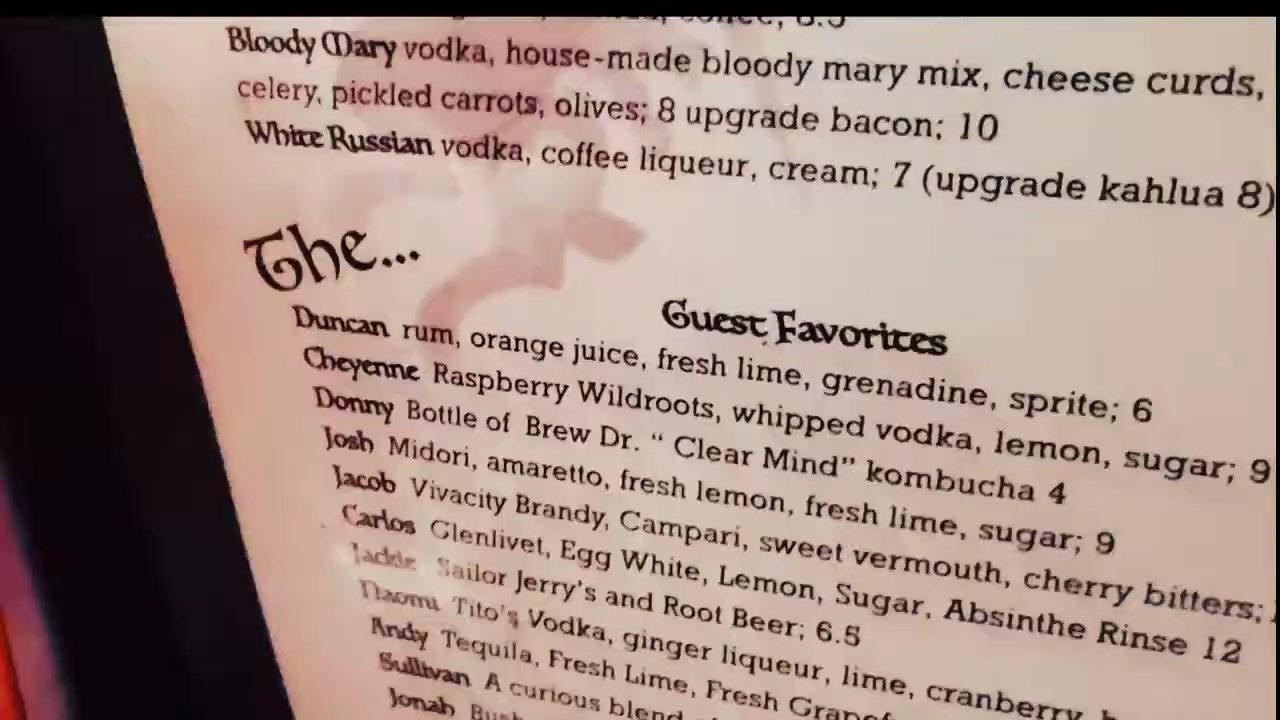 coffee, 8.5
Bloody Mary vodka, house-made bloody mary mix, cheese curds,
celery, pickled carrots, olives; 8 upgrade bacon; 10
White Russian vodka, coffee liqueur, cream; 7 (upgrade kahlua 8)
The...
Guest Favorites
Duncan rum, orange juice, fresh lime, grenadine, sprite; 6
Cheyenne Raspberry Wildroots, whipped vodka, lemon, sugar; 9
Donny Bottle of Brew Dr. “ Clear Mind” kombucha 4
Josh Midori, amaretto, fresh lemon, fresh lime, sugar; 9
Jacob Vivacity Brandy, Campari, sweet vermouth, cherry bitters;
Carlos Glenlivet, Egg White, Lemon, Sugar, Absinthe Rinse 12
Jackie Sailor Jerry's and Root Beer; 6.5
Naomi Tito's Vodka, ginger liqueur, lime, cranberry,
Andy Tequila, Fresh Lime, Fresh
Sullivan A curious blend
Jonah